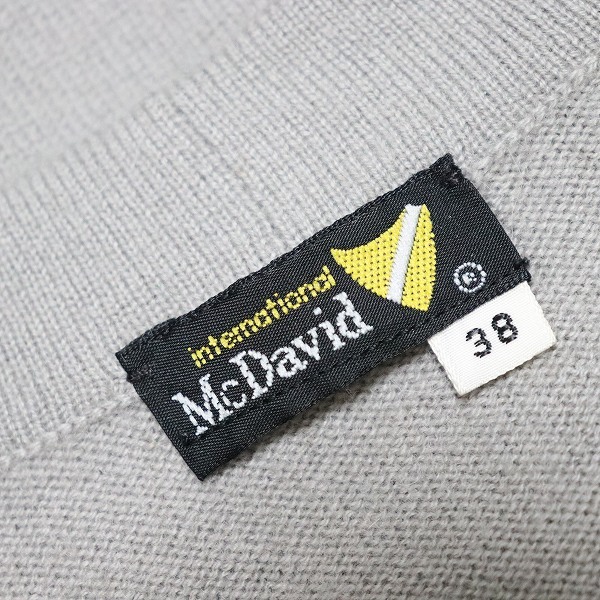 international
McDavid
®
38